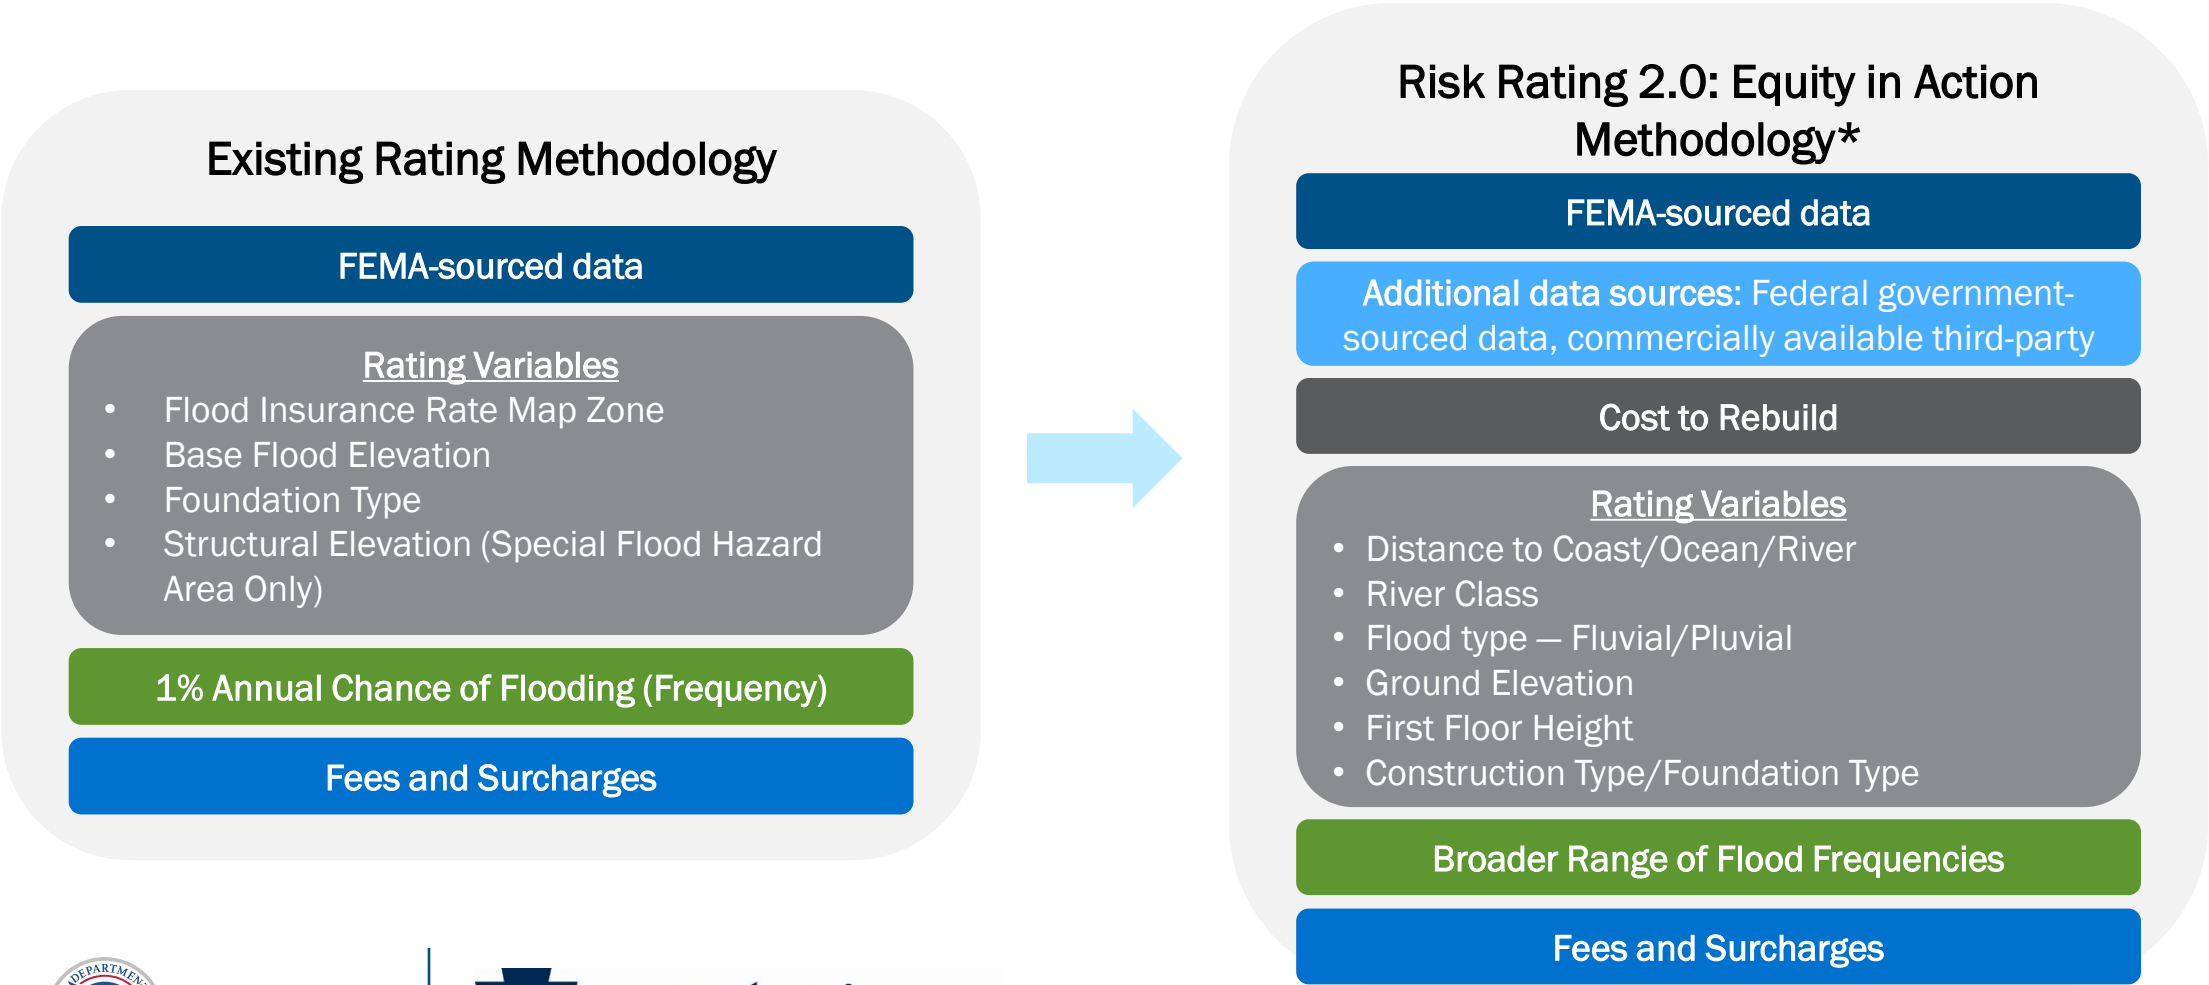 Existing Rating Methodology
FEMA-sourced data
Rating Variables
• Flood Insurance Rate Map Zone
• Base Flood Elevation
• Foundation Type
• Structural Elevation (Special Flood Hazard
Area Only)
1% Annual Chance of Flooding (Frequency)
Fees and Surcharges
Risk Rating 2.0: Equity in Action
Methodology*
FEMA-sourced data
Additional data sources: Federal government-
sourced data, commercially available third-party
Cost to Rebuild
Rating Variables
• Distance to Coast/Ocean/River
• River Class
• Flood type — Fluvial/Pluvial
• Ground Elevation
• First Floor Height
• Construction Type/Foundation Type
Broader Range of Flood Frequencies
Fees and Surcharges